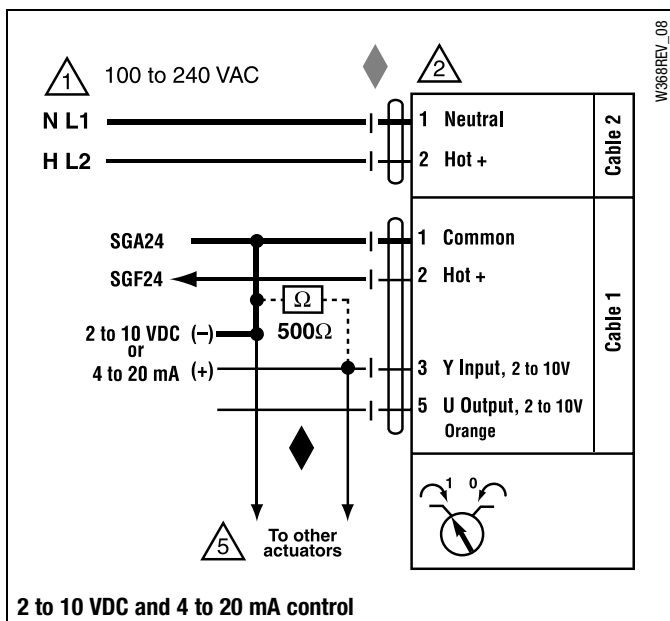 W368REV_08
1 100 to 240 VAC 2
N L1 1 Neutral
H L2 2 Hot +
Cable 2
SGA24 1 Common
SGF24 2 Hot +
Ω
500Ω
2 to 10 VDC (–)
or
4 to 20 mA (+) 3 Y Input, 2 to 10V
5 U Output, 2 to 10V
Orange
Cable 1
1 0
5 To other
actuators
2 to 10 VDC and 4 to 20 mA control